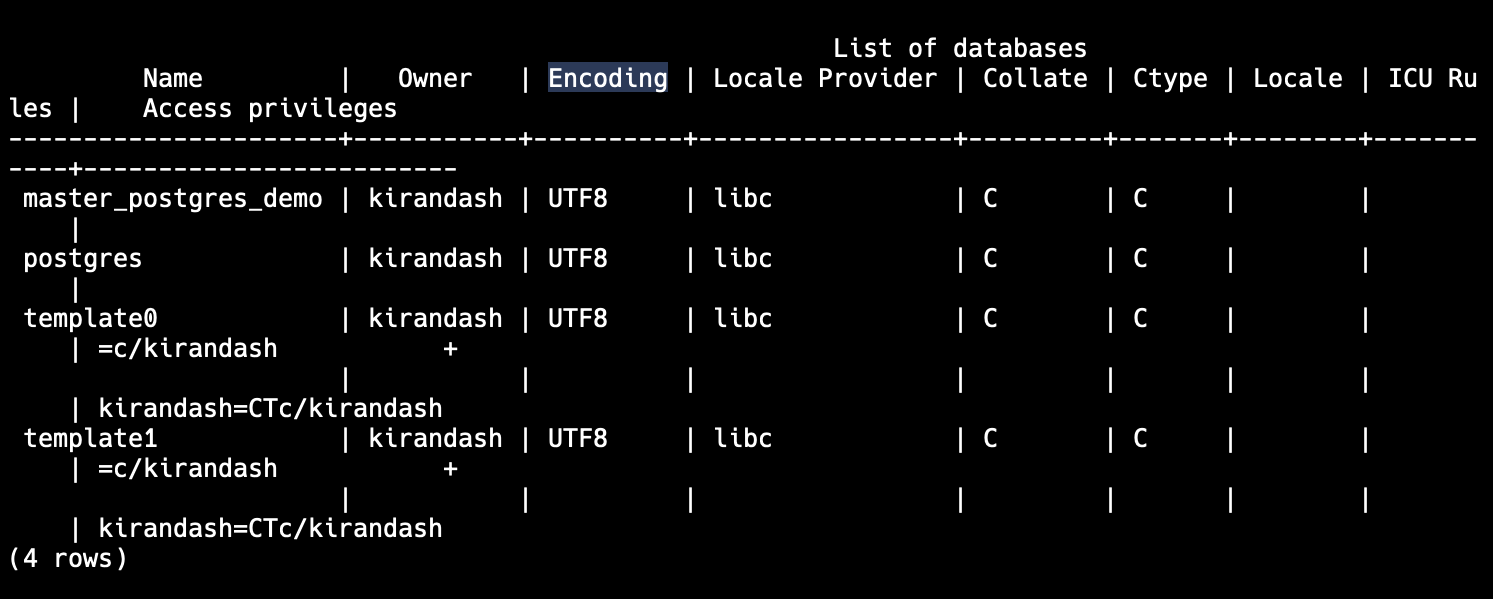 List of databases
         Name         |   Owner   | Encoding | Locale Provider | Collate | Ctype | Locale | ICU Ru
les |    Access privileges
----------------------+-----------+----------+-----------------+---------+-------+--------+-------
----+-------------------------
 master_postgres_demo | kirandash | UTF8     | libc            | C       | C     |        |
    |
 postgres             | kirandash | UTF8     | libc            | C       | C     |        |
    |
 template0            | kirandash | UTF8     | libc            | C       | C     |        |
    | =c/kirandash           +
                      |           |          |                 |         |       |        |
    | kirandash=CTc/kirandash
 template1            | kirandash | UTF8     | libc            | C       | C     |        |
    | =c/kirandash           +
                      |           |          |                 |         |       |        |
    | kirandash=CTc/kirandash
(4 rows)